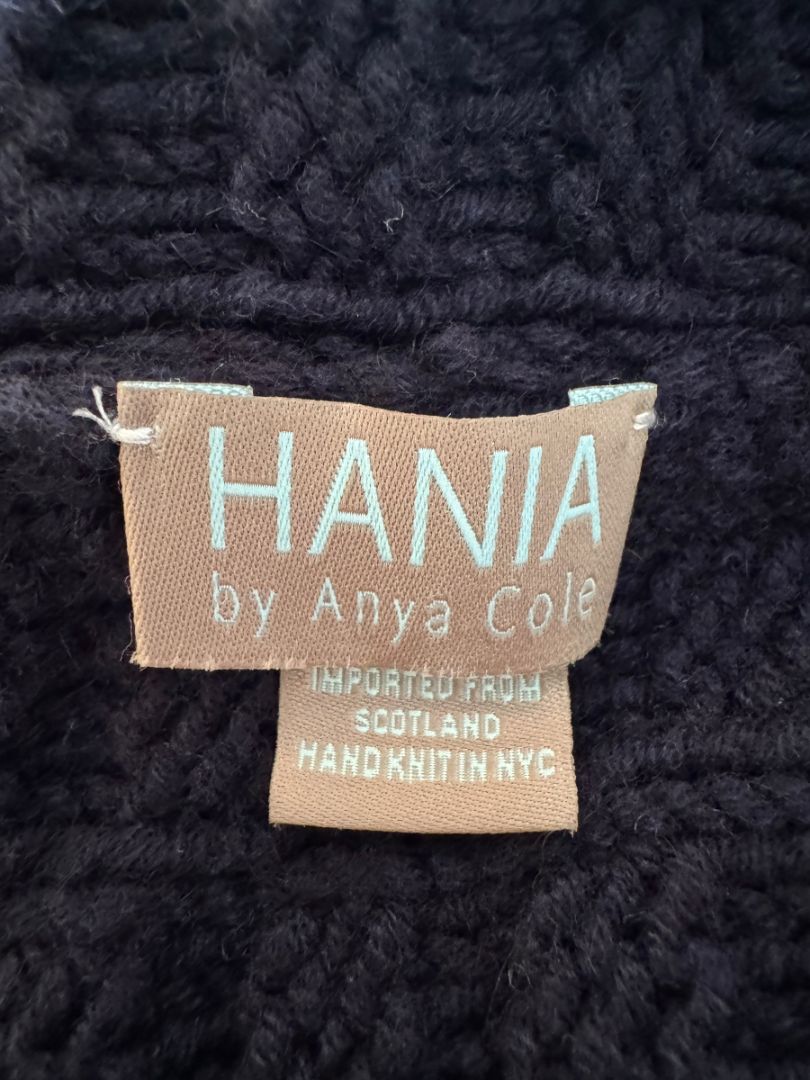 HANIA
by Anya Cole
IMPORTED FROM
SCOTLAND
HAND KNIT IN NYC